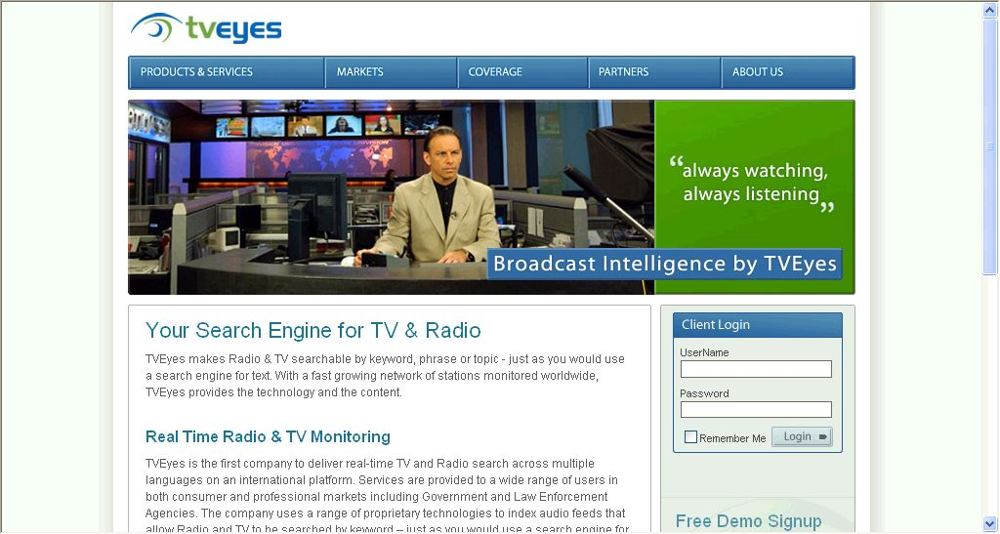 tveyes
PRODUCTS & SERVICES
MARKETS
COVERAGE
PARTNERS
ABOUT US
UNIVISION
“always watching,
always listening„
Broadcast Intelligence by TVEyes
Your Search Engine for TV & Radio
TVEyes makes Radio & TV searchable by keyword, phrase or topic - just as you would use
a search engine for text. With a fast growing network of stations monitored worldwide,
TVEyes provides the technology and the content.
Real Time Radio & TV Monitoring
TVEyes is the first company to deliver real-time TV and Radio search across multiple
languages on an international platform. Services are provided to a wide range of users in
both consumer and professional markets including Government and Law Enforcement
Agencies. The company uses a range of proprietary technologies to index audio feeds that
allow Radio and TV to be searched by keyword – just as you would use a search engine for
Client Login
UserName
Password
Remember Me
Login
Free Demo Signup